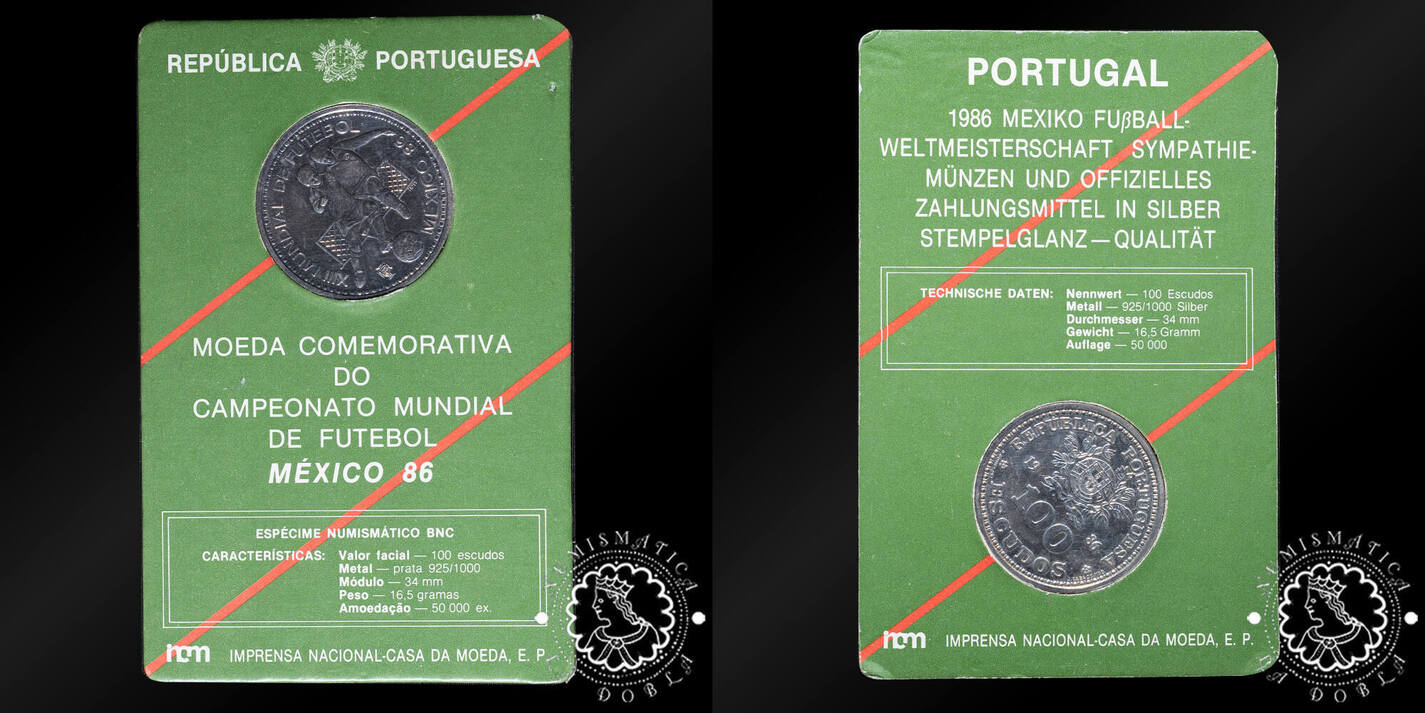 REPÚBLICA PORTUGUESA
XIII MUNDIAL DE FUTEBOL
MEXICO 86
MOEDA COMEMORATIVA
DO
CAMPEONATO MUNDIAL
DE FUTEBOL
MÉXICO 86
ESPÉCIME NUMISMÁTICO BNC
CARACTERÍSTICAS: Valor facial — 100 escudos
Metal — prata 925/1000
Módulo — 34 mm
Peso — 16,5 gramas
Amoedação — 50 000 ex.
incm IMPRENSA NACIONAL-CASA DA MOEDA, E. P.
NUMISMÁTICA
A DOBLA
PORTUGAL
1986 MEXIKO FUßBALL-
WELTMEISTERSCHAFT SYMPATHIE-
MÜNZEN UND OFFIZIELLES
ZAHLUNGSMITTEL IN SILBER
STEMPELGLANZ — QUALITÄT
TECHNISCHE DATEN: Nennwert — 100 Escudos
Metall — 925/1000 Silber
Durchmesser — 34 mm
Gewicht — 16,5 Gramm
Auflage — 50 000
REPUBLICA PORTUGUESA
100
ESCUDOS
1986
incm IMPRENSA NACIONAL-CASA DA MOEDA, E. P.
NUMISMÁTICA
A DOBLA